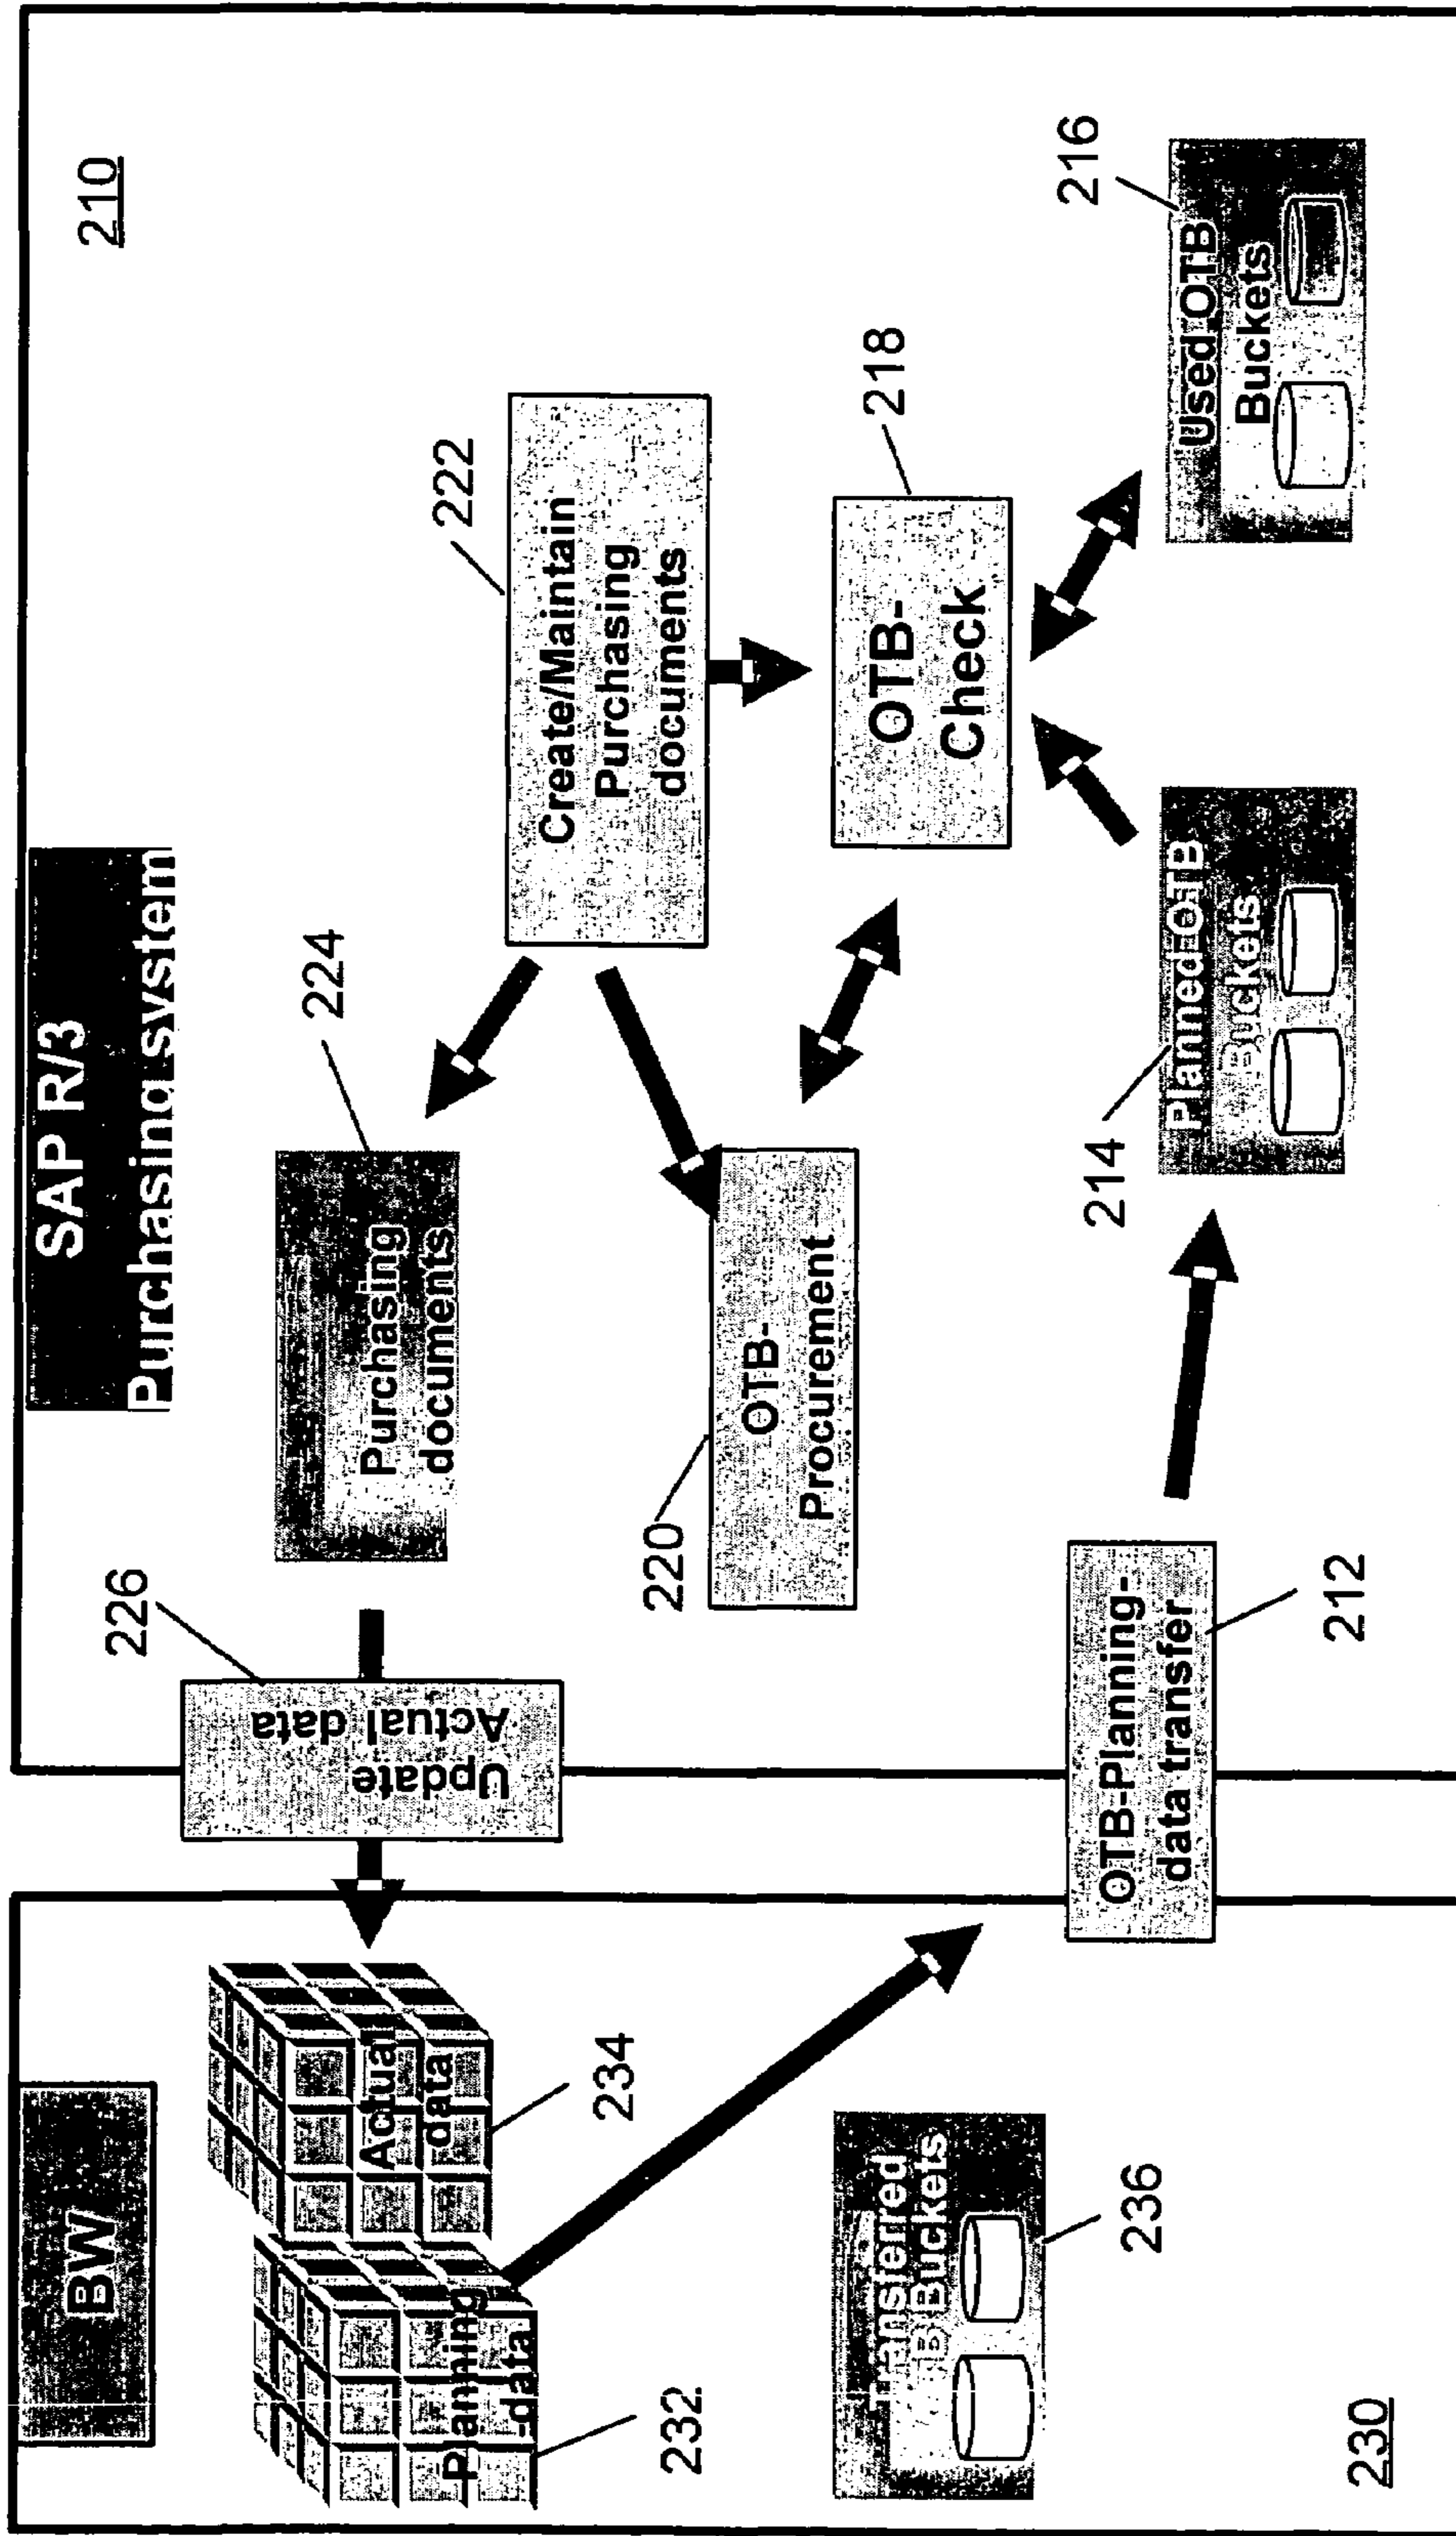 BW
Planning
data
232
Actual
data
234
Transferred
OTB Buckets
236
230
SAP R/3
Purchasing system
210
Update
Actual data
226
Purchasing
documents
224
Create/Maintain
Purchasing
documents
222
OTB-
Procurement
220
OTB-
Check
218
OTB-Planning-
data transfer
212
Planned OTB
Buckets
214
Used OTB
Buckets
216